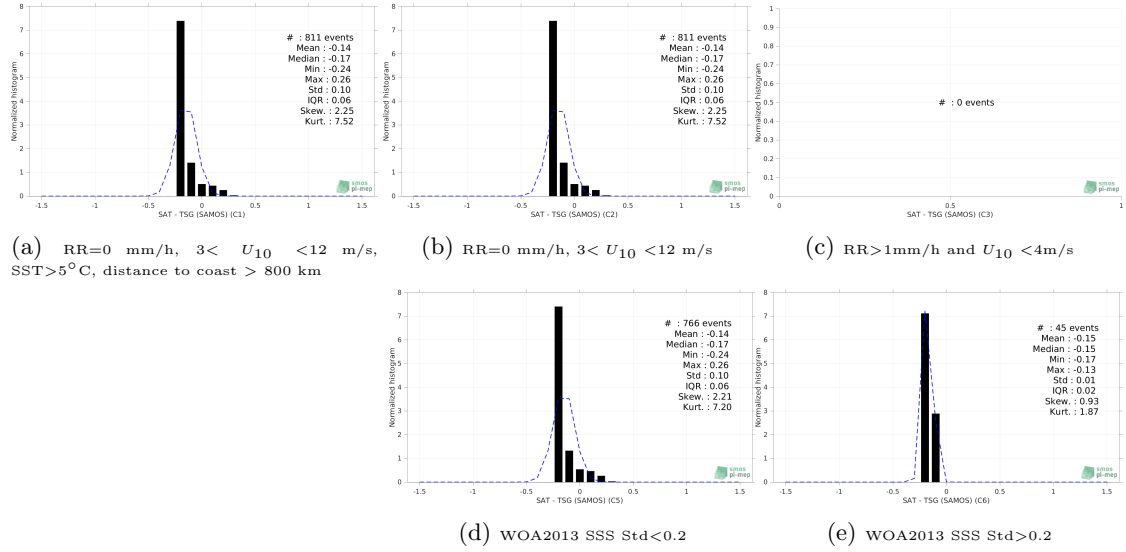 8
7
6
5
4
3
2
1
0
Normalized histogram
# : 811 events
Mean : -0.14
Median : -0.17
Min : -0.24
Max : 0.26
Std : 0.10
IQR : 0.06
Skew. : 2.25
Kurt. : 7.52
smos
pi-mep
-1.5 -1 -0.5 0 0.5 1 1.5
SAT - TSG (SAMOS) (C1)
(a) RR=0 mm/h, 3< U10 <12 m/s,
SST>5°C, distance to coast > 800 km
8
7
6
5
4
3
2
1
0
Normalized histogram
# : 811 events
Mean : -0.14
Median : -0.17
Min : -0.24
Max : 0.26
Std : 0.10
IQR : 0.06
Skew. : 2.25
Kurt. : 7.52
smos
pi-mep
-1.5 -1 -0.5 0 0.5 1 1.5
SAT - TSG (SAMOS) (C2)
(b) RR=0 mm/h, 3< U10 <12 m/s
1
0.9
0.8
0.7
0.6
0.5
0.4
0.3
0.2
0.1
0
Normalized histogram
# : 0 events
smos
pi-mep
0 0.5 1
SAT - TSG (SAMOS) (C3)
(c) RR>1mm/h and U10 <4m/s
8
7
6
5
4
3
2
1
0
Normalized histogram
# : 766 events
Mean : -0.14
Median : -0.17
Min : -0.24
Max : 0.26
Std : 0.10
IQR : 0.06
Skew. : 2.21
Kurt. : 7.20
smos
pi-mep
-1.5 -1 -0.5 0 0.5 1 1.5
SAT - TSG (SAMOS) (C5)
(d) WOA2013 SSS Std<0.2
8
7
6
5
4
3
2
1
0
Normalized histogram
# : 45 events
Mean : -0.15
Median : -0.15
Min : -0.17
Max : -0.13
Std : 0.01
IQR : 0.02
Skew. : 0.93
Kurt. : 1.87
smos
pi-mep
-1.5 -1 -0.5 0 0.5 1 1.5
SAT - TSG (SAMOS) (C6)
(e) WOA2013 SSS Std>0.2